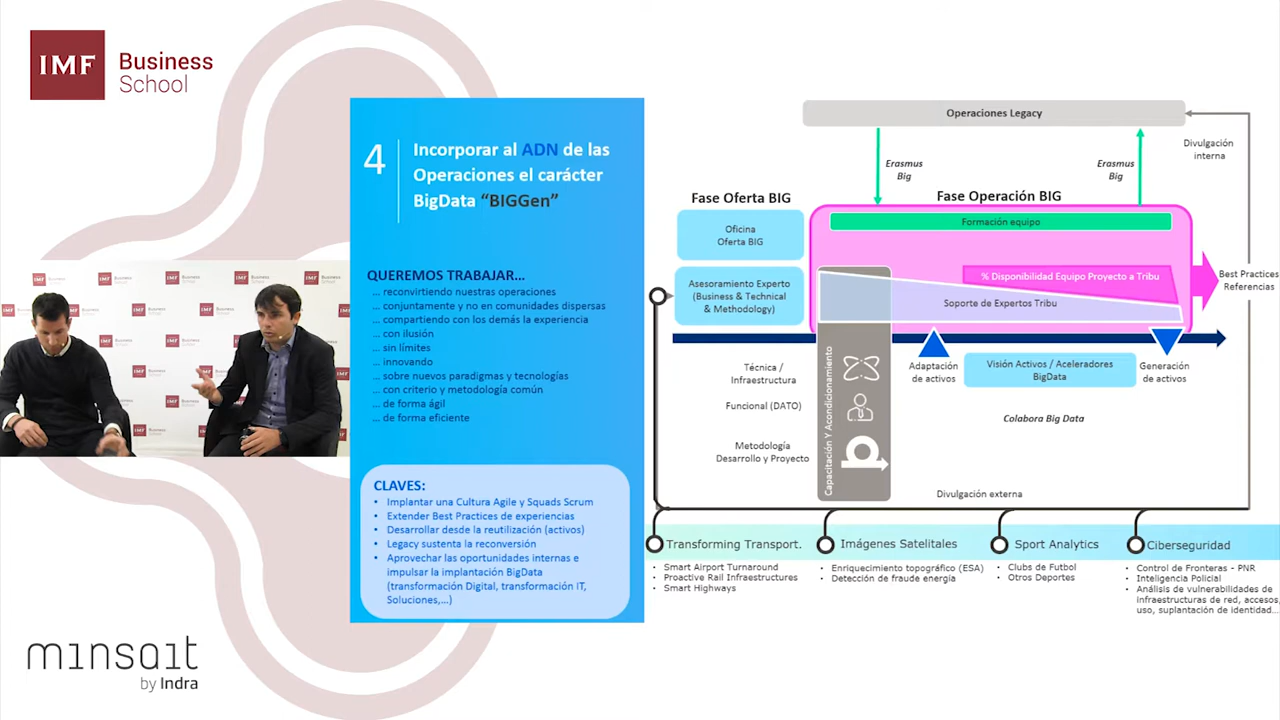 IMF Business
School
4
Incorporar al ADN de las
Operaciones el carácter
BigData “BIGGen”
QUEREMOS TRABAJAR…
… reconvirtiendo nuestras operaciones
… conjuntamente y no en comunidades dispersas
… compartiendo con los demás la experiencia
… con ilusión
… sin límites
… innovando
… sobre nuevos paradigmas y tecnologías
… con criterio y metodología común
… de forma ágil
… de forma eficiente
CLAVES:
• Implantar una Cultura Agile y Squads Scrum
• Extender Best Practices de experiencias
• Desarrollar desde la reutilización (activos)
• Legacy sustenta la reconversión
• Aprovechar las oportunidades internas e
impulsar la implantación BigData
(transformación Digital, transformación IT,
Soluciones,…)
Operaciones Legacy
Divulgación
interna
Erasmus
Big
Erasmus
Big
Fase Oferta BIG
Fase Operación BIG
Oficina
Oferta BIG
Formación equipo
Asesoramiento Experto
(Business & Technical
& Methodology)
% Disponibilidad Equipo Proyecto a Tribu
Soporte de Expertos Tribu
Best Practices
Referencias
Técnica /
Infraestructura
Funcional (DATO)
Metodología
Desarrollo y Proyecto
Capacitación Y Acondicionamiento
Adaptación
de activos
Visión Activos / Aceleradores
BigData
Generación
de activos
Colabora Big Data
Divulgación externa
Transforming Transport.
• Smart Airport Turnaround
• Proactive Rail Infrastructures
• Smart Highways
Imágenes Satelitales
• Enriquecimiento topográfico (ESA)
• Detección de fraude energía
Sport Analytics
• Clubs de Futbol
• Otros Deportes
Ciberseguridad
• Control de Fronteras - PNR
• Inteligencia Policial
• Análisis de vulnerabilidades de
infraestructuras de red, accesos,
uso, suplantación de identidad…
minsait
by Indra